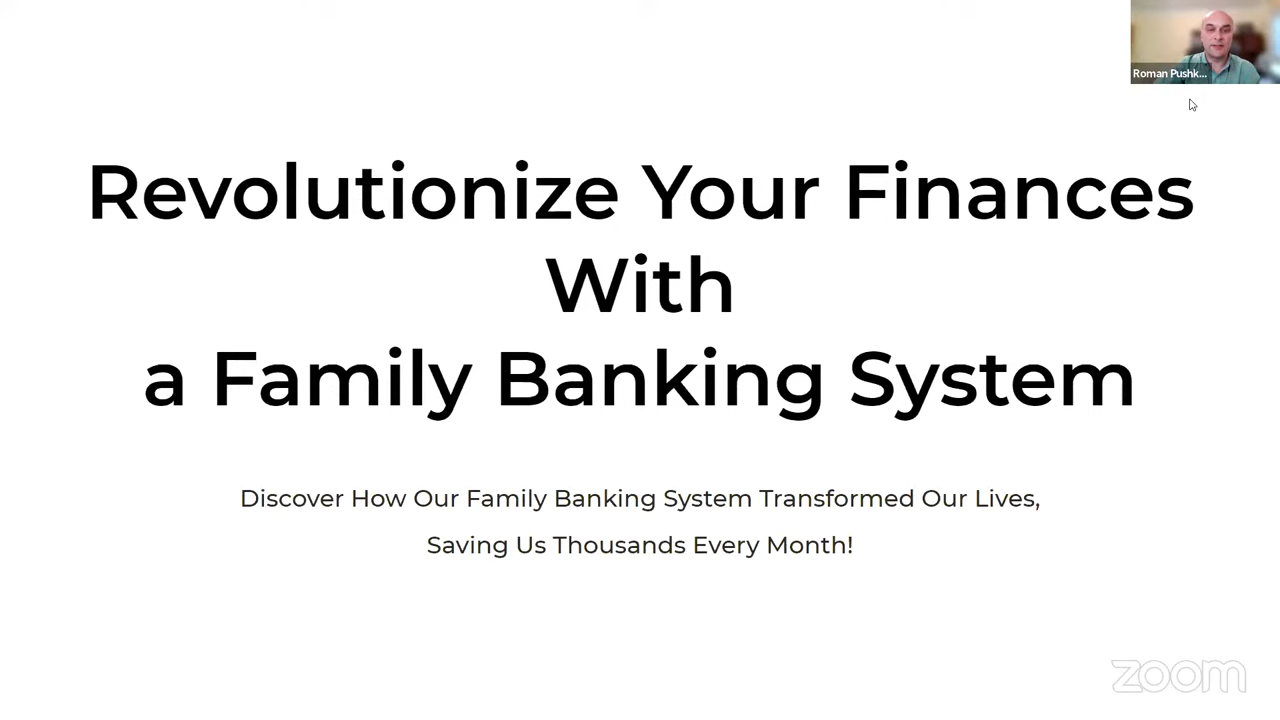 Roman Pushk...
Revolutionize Your Finances
With
a Family Banking System
Discover How Our Family Banking System Transformed Our Lives,
Saving Us Thousands Every Month!
zoom